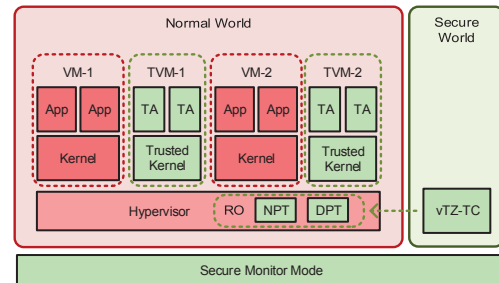 Normal World
Secure
World
VM-1 TVM-1 VM-2 TVM-2
App App TA TA App App TA TA
Kernel Trusted Kernel Kernel Trusted Kernel
Hypervisor RO NPT DPT vTZ-TC
Secure Monitor Mode